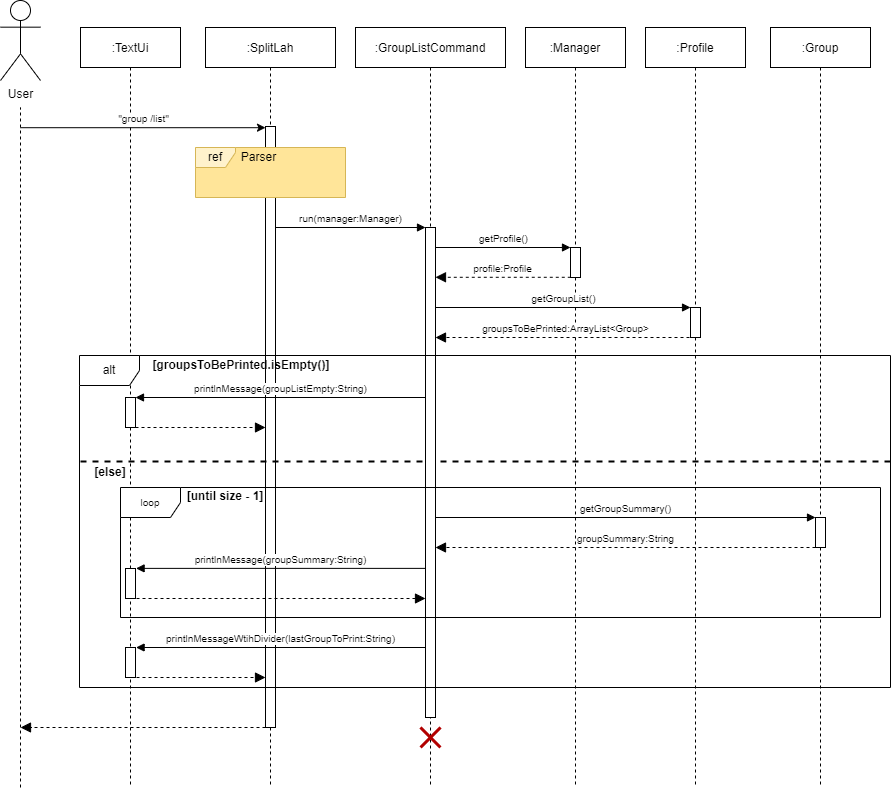 :TextUi
:SplitLah
:GroupListCommand
:Manager
:Profile
:Group
User
"group /list"
ref
Parser
run(manager:Manager)
getProfile()
profile:Profile
getGroupList()
groupsToBePrinted:ArrayList<Group>
alt
[groupsToBePrinted.isEmpty()]
printlnMessage(groupListEmpty:String)
[else]
loop
[until size - 1]
getGroupSummary()
groupSummary:String
printlnMessage(groupSummary:String)
printlnMessageWtihDivider(lastGroupToPrint:String)